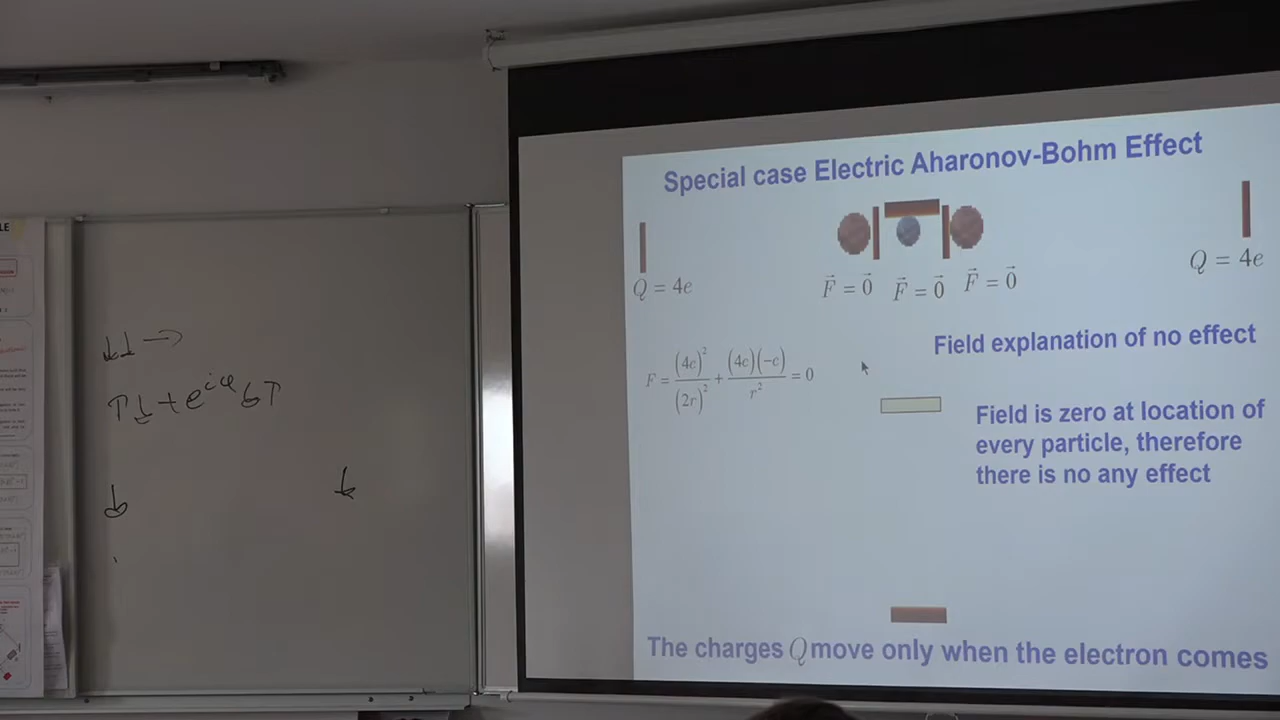 Special case Electric Aharonov-Bohm Effect
Q = 4e
F⃗ = 0⃗ F⃗ = 0⃗ F⃗ = 0⃗
Q = 4e
Field explanation of no effect
F = (4e)² / (2r)² + (4e)(−e) / r² = 0
Field is zero at location of
every particle, therefore
there is no any effect
The charges Q move only when the electron comes